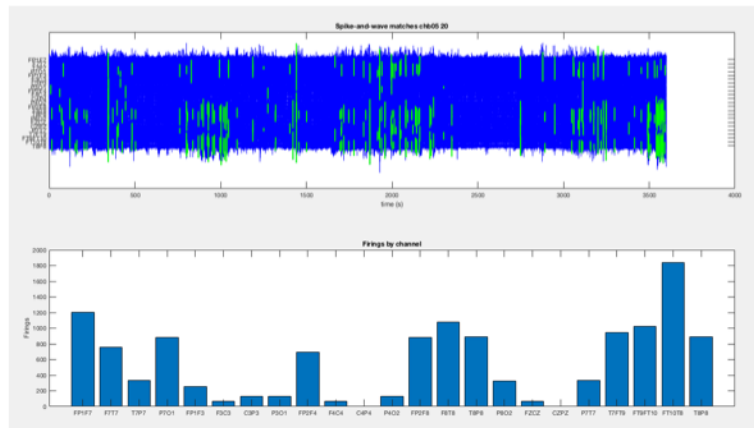 Spike-and-wave matches chb05 20
FP1F7
T8P8
0 500 1000 1500 2000 2500 3000 3500 4000
time (s)
Firings by channel
2000
1800
1600
1400
1200
1000
800
600
400
200
0
Firings
FP1F7 F7T7 T7P7 P7O1 FP1F3 F3C3 C3P3 P3O1 FP2F4 F4C4 C4P4 P4O2 FP2F8 F8T8 T8P8 P8O2 FZCZ CZPZ P7T7 T7FT9 FT9FT10 FT10T8 T8P8